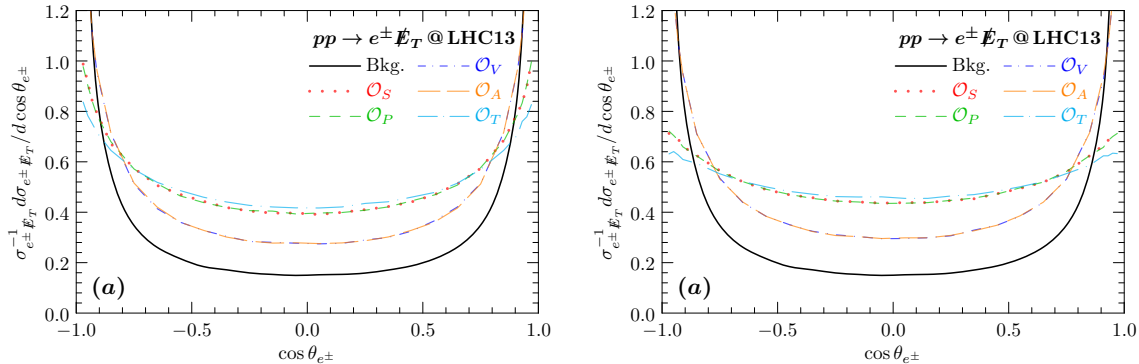 pp → e± E̸_T @ LHC13
Bkg. O_V
O_S O_A
O_P O_T
σ⁻¹_{e± E̸_T} dσ_{e± E̸_T}/d cos θ_{e±}
1.2
1.0
0.8
0.6
0.4
0.2
0.0
(a)
−1.0 −0.5 0.0 0.5 1.0
cos θ_{e±}
pp → e± E̸_T @ LHC13
Bkg. O_V
O_S O_A
O_P O_T
σ⁻¹_{e± E̸_T} dσ_{e± E̸_T}/d cos θ_{e±}
1.2
1.0
0.8
0.6
0.4
0.2
0.0
(a)
−1.0 −0.5 0.0 0.5 1.0
cos θ_{e±}